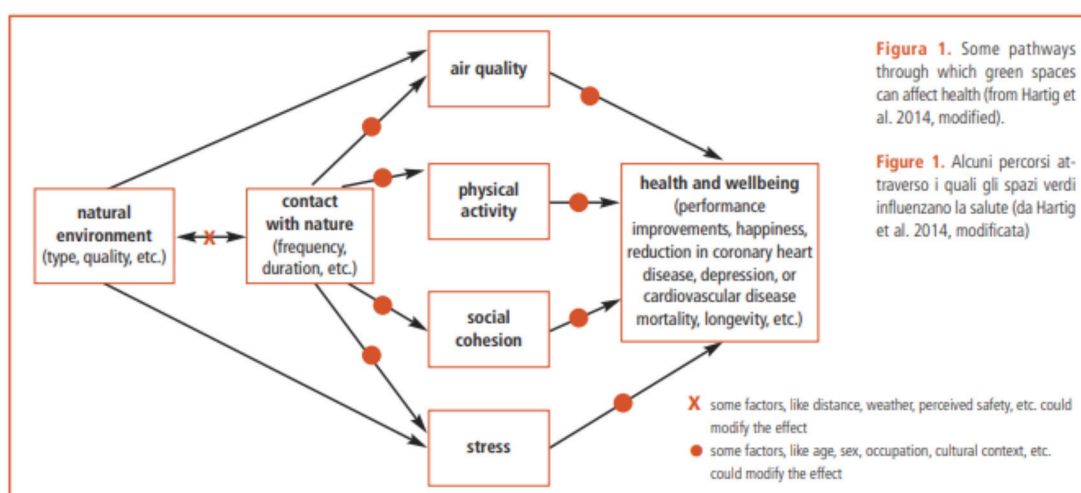 air quality
physical
activity
social
cohesion
stress
natural
environment
(type, quality, etc.)
X
contact
with nature
(frequency,
duration, etc.)
health and wellbeing
(performance
improvements, happiness,
reduction in coronary heart
disease, depression, or
cardiovascular disease
mortality, longevity, etc.)
Figura 1. Some pathways
through which green spaces
can affect health (from Hartig et
al. 2014, modified).
Figure 1. Alcuni percorsi at-
traverso i quali gli spazi verdi
influenzano la salute (da Hartig
et al. 2014, modificata)
X some factors, like distance, weather, perceived safety, etc. could
modify the effect
some factors, like age, sex, occupation, cultural context, etc.
could modify the effect